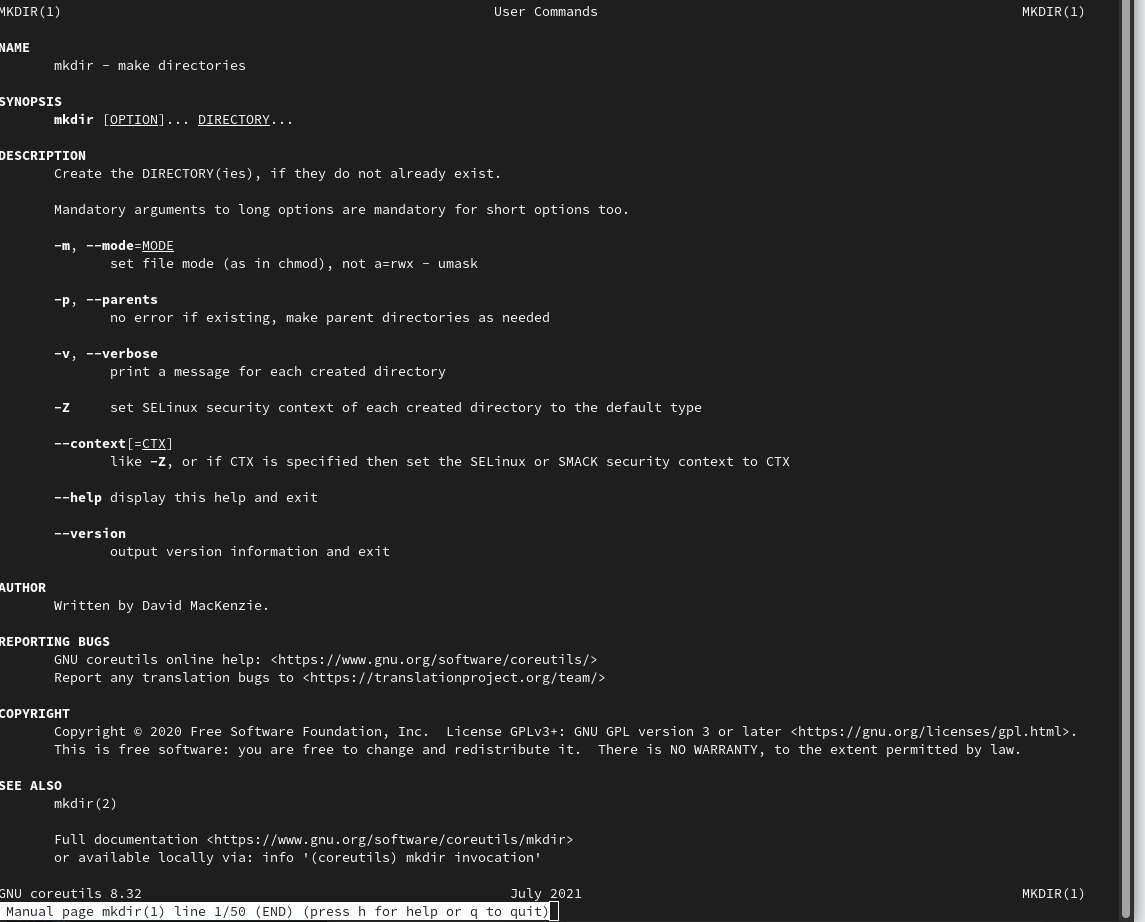 MKDIR(1)                                                      User Commands                                                     MKDIR(1)

NAME
       mkdir - make directories

SYNOPSIS
       mkdir [OPTION]... DIRECTORY...

DESCRIPTION
       Create the DIRECTORY(ies), if they do not already exist.

       Mandatory arguments to long options are mandatory for short options too.

       -m, --mode=MODE
              set file mode (as in chmod), not a=rwx - umask

       -p, --parents
              no error if existing, make parent directories as needed

       -v, --verbose
              print a message for each created directory

       -Z     set SELinux security context of each created directory to the default type

       --context[=CTX]
              like -Z, or if CTX is specified then set the SELinux or SMACK security context to CTX

       --help display this help and exit

       --version
              output version information and exit

AUTHOR
       Written by David MacKenzie.

REPORTING BUGS
       GNU coreutils online help: <https://www.gnu.org/software/coreutils/>
       Report any translation bugs to <https://translationproject.org/team/>

COPYRIGHT
       Copyright © 2020 Free Software Foundation, Inc.  License GPLv3+: GNU GPL version 3 or later <https://gnu.org/licenses/gpl.html>.
       This is free software: you are free to change and redistribute it.  There is NO WARRANTY, to the extent permitted by law.

SEE ALSO
       mkdir(2)

       Full documentation <https://www.gnu.org/software/coreutils/mkdir>
       or available locally via: info '(coreutils) mkdir invocation'

GNU coreutils 8.32                                              July 2021                                                       MKDIR(1)
 Manual page mkdir(1) line 1/50 (END) (press h for help or q to quit)